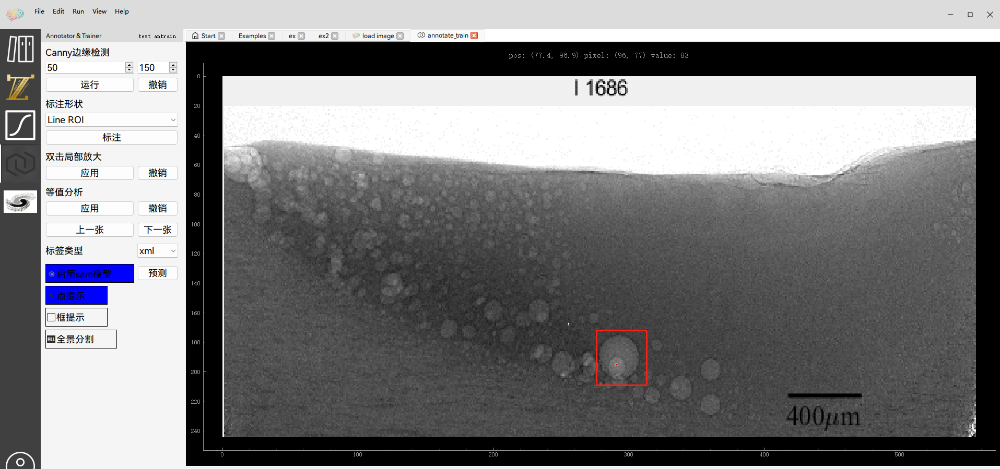 File Edit Run View Help
Annotator & Trainer test antrain
Start Examples ex ex2 load image annotate_train
Canny边缘检测
50 150
运行 撤销
标注形状
Line ROI
标注
双击局部放大
应用 撤销
等值分析
应用 撤销
上一张 下一张
标签类型 xml
启用sam模型 预测
点提示
框提示
ALL 全景分割
pos: (77.4, 96.9) pixel: (96, 77) value: 83
I 1686
0
20
40
60
80
100
120
140
160
180
200
220
240
400μm
0 100 200 300 400 500